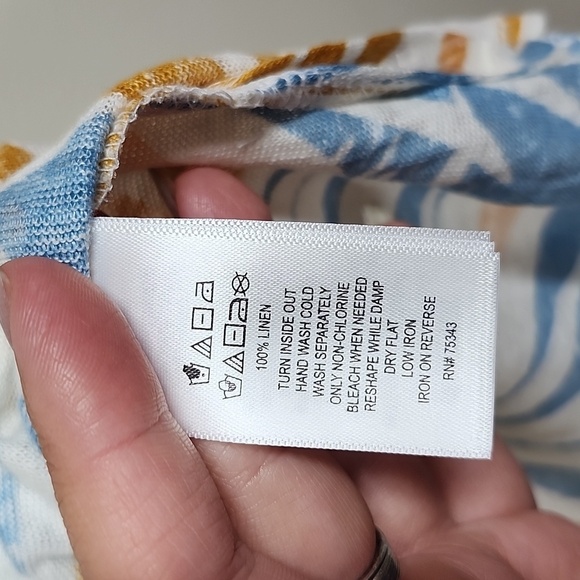 100% LINEN
TURN INSIDE OUT
HAND WASH COLD
WASH SEPARATELY
ONLY NON-CHLORINE
BLEACH WHEN NEEDED
RESHAPE WHILE DAMP
DRY FLAT
LOW IRON
IRON ON REVERSE
RN# 75343